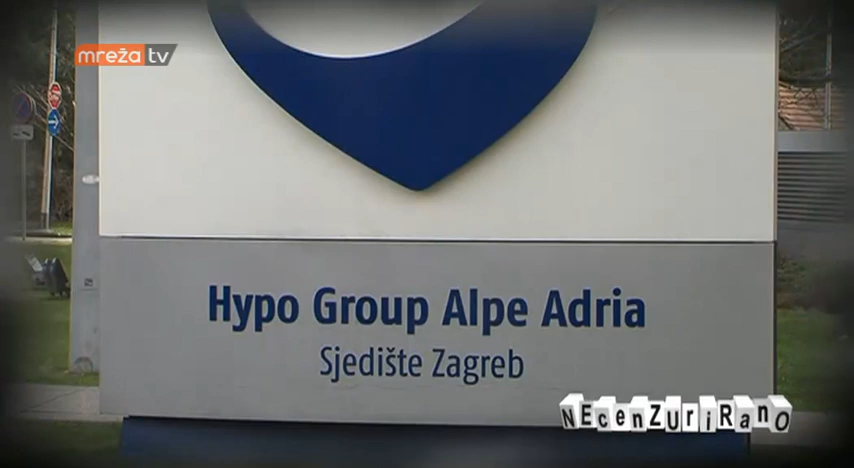 mreža tv
Hypo Group Alpe Adria
Sjedište Zagreb
NEcenZUriRanO